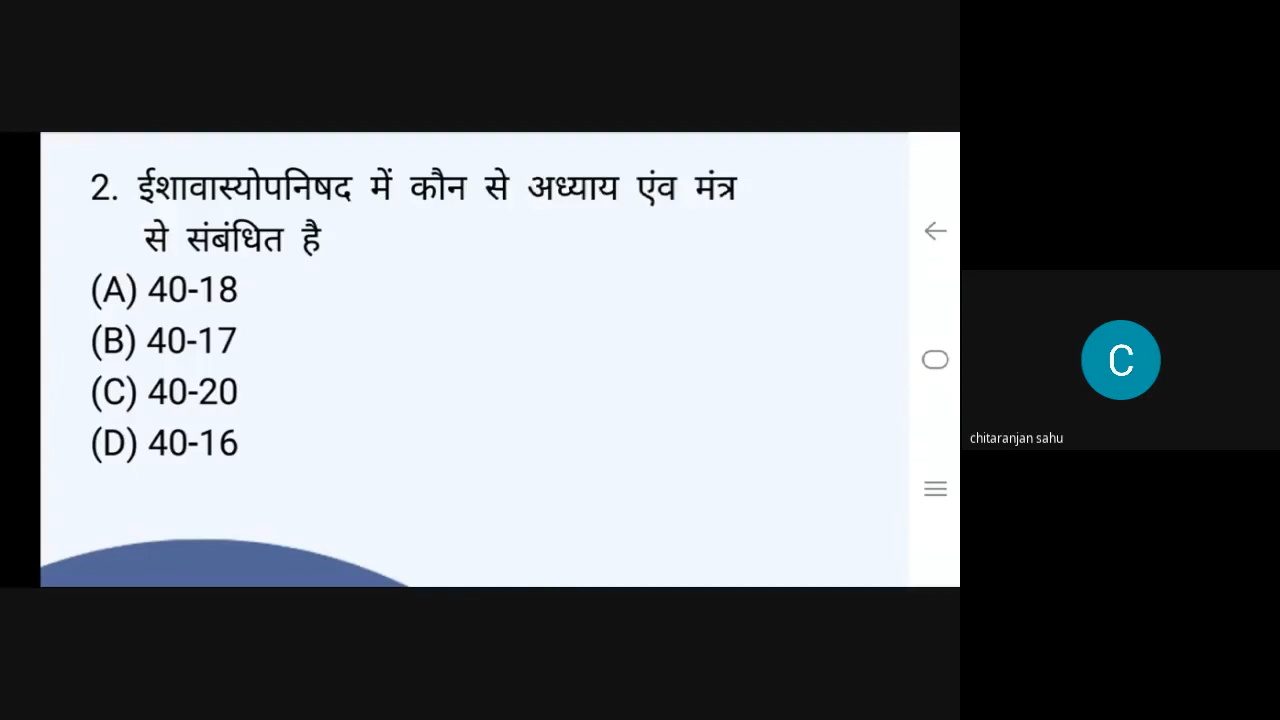 2. ईशावास्योपनिषद में कौन से अध्याय एंव मंत्र
से संबंधित है
(A) 40-18
(B) 40-17
(C) 40-20
(D) 40-16
C
chitaranjan sahu